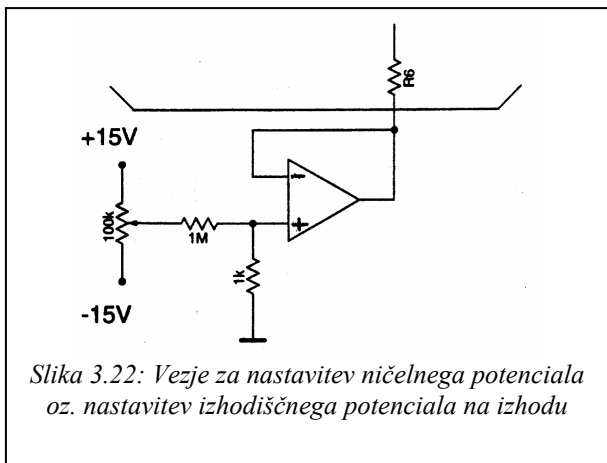 R6
+15V
-
100k
1M
+
1k
-15V
Slika 3.22: Vezje za nastavitev ničelnega potenciala
oz. nastavitev izhodiščnega potenciala na izhodu